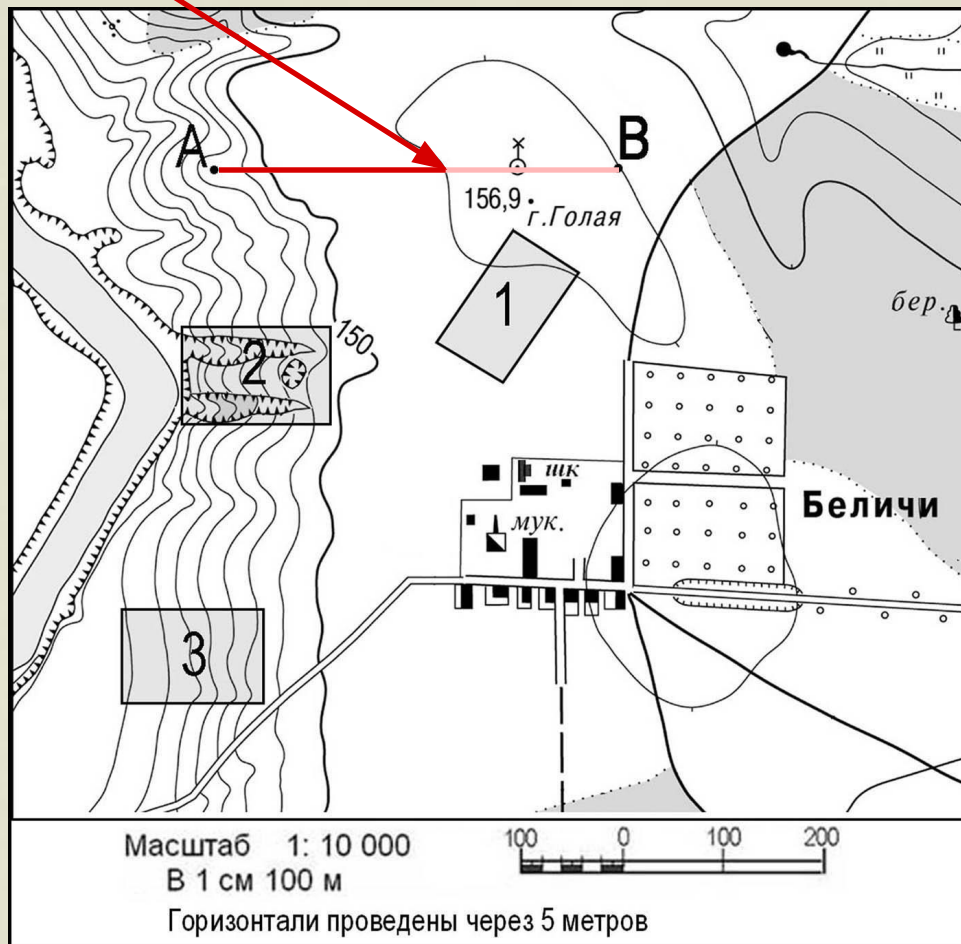 А
В
156,9
г.Голая
бер.
1
150
2
шк
Беличи
мук.
3
Масштаб 1: 10 000
В 1 см 100 м
100 0 100 200
Горизонтали проведены через 5 метров